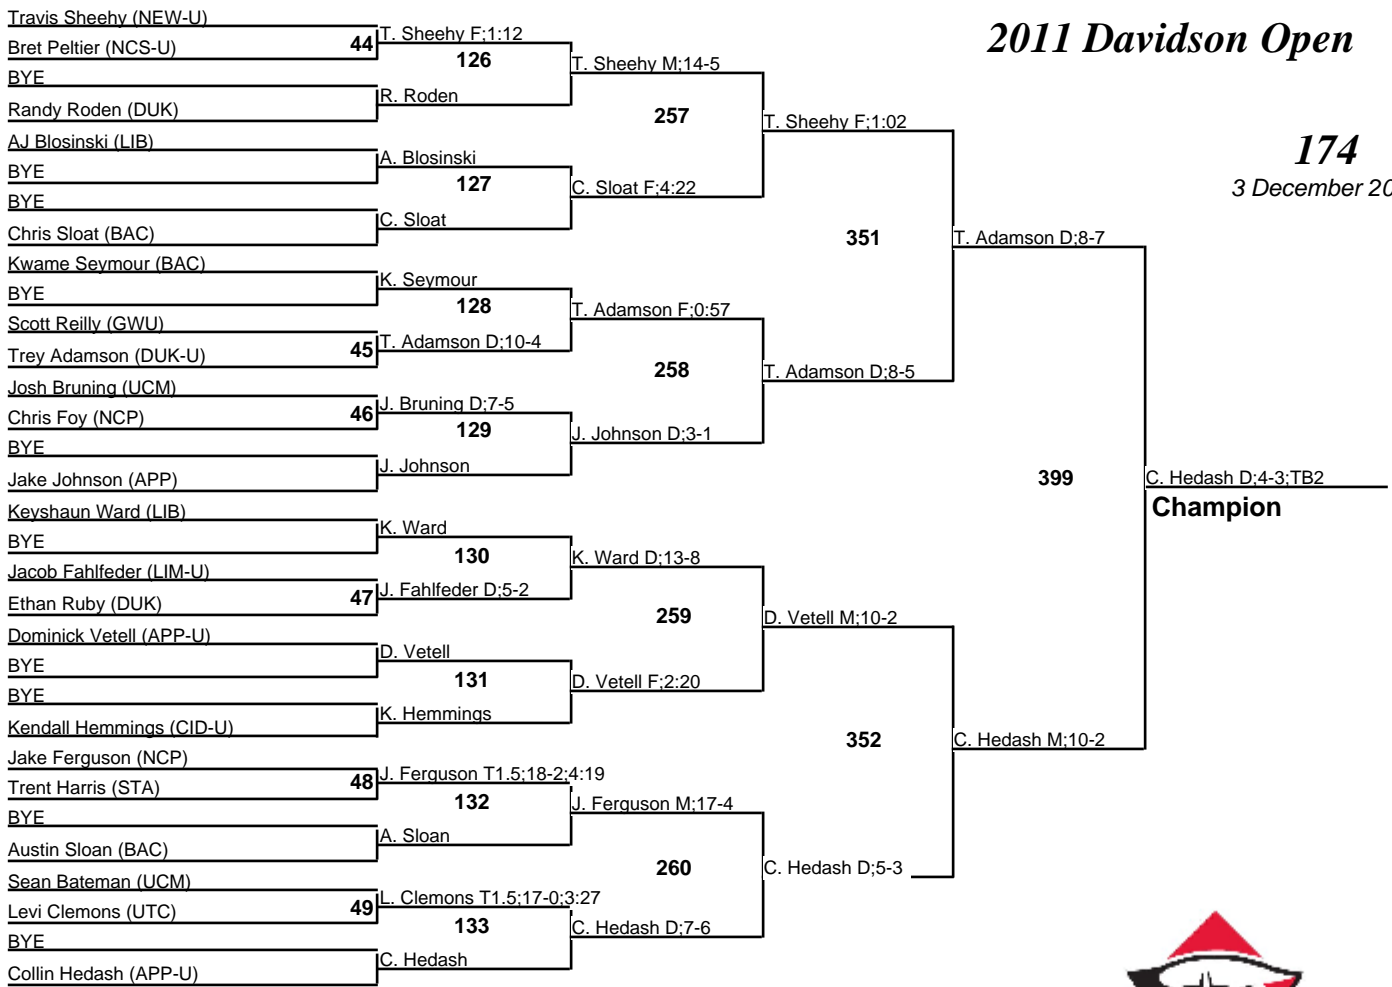 2011 Davidson Open
174
3 December 20
Travis Sheehy (NEW-U)
Bret Peltier (NCS-U)
BYE
Randy Roden (DUK)
AJ Blosinski (LIB)
BYE
BYE
Chris Sloat (BAC)
Kwame Seymour (BAC)
BYE
Scott Reilly (GWU)
Trey Adamson (DUK-U)
Josh Bruning (UCM)
Chris Foy (NCP)
BYE
Jake Johnson (APP)
Keyshaun Ward (LIB)
BYE
Jacob Fahlfeder (LIM-U)
Ethan Ruby (DUK)
Dominick Vetell (APP-U)
BYE
BYE
Kendall Hemmings (CID-U)
Jake Ferguson (NCP)
Trent Harris (STA)
BYE
Austin Sloan (BAC)
Sean Bateman (UCM)
Levi Clemons (UTC)
BYE
Collin Hedash (APP-U)
44
45
46
47
48
49
T. Sheehy F;1:12
126
R. Roden
A. Blosinski
127
C. Sloat
K. Seymour
128
T. Adamson D;10-4
J. Bruning D;7-5
129
J. Johnson
K. Ward
130
J. Fahlfeder D;5-2
D. Vetell
131
K. Hemmings
J. Ferguson T1.5;18-2;4:19
132
A. Sloan
L. Clemons T1.5;17-0;3:27
133
C. Hedash
T. Sheehy M;14-5
257
C. Sloat F;4:22
T. Adamson F;0:57
258
J. Johnson D;3-1
K. Ward D;13-8
259
D. Vetell F;2:20
J. Ferguson M;17-4
260
C. Hedash D;7-6
T. Sheehy F;1:02
351
T. Adamson D;8-5
D. Vetell M;10-2
352
C. Hedash D;5-3
T. Adamson D;8-7
399
C. Hedash M;10-2
C. Hedash D;4-3;TB2
Champion